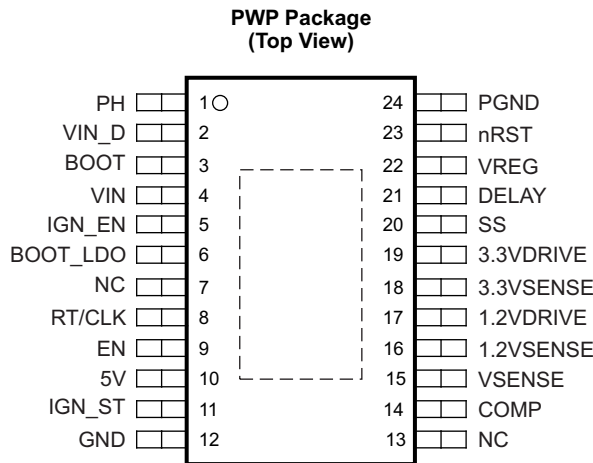 PWP Package
(Top View)
PH 1 24 PGND
VIN_D 2 23 nRST
BOOT 3 22 VREG
VIN 4 21 DELAY
IGN_EN 5 20 SS
BOOT_LDO 6 19 3.3VDRIVE
NC 7 18 3.3VSENSE
RT/CLK 8 17 1.2VDRIVE
EN 9 16 1.2VSENSE
5V 10 15 VSENSE
IGN_ST 11 14 COMP
GND 12 13 NC